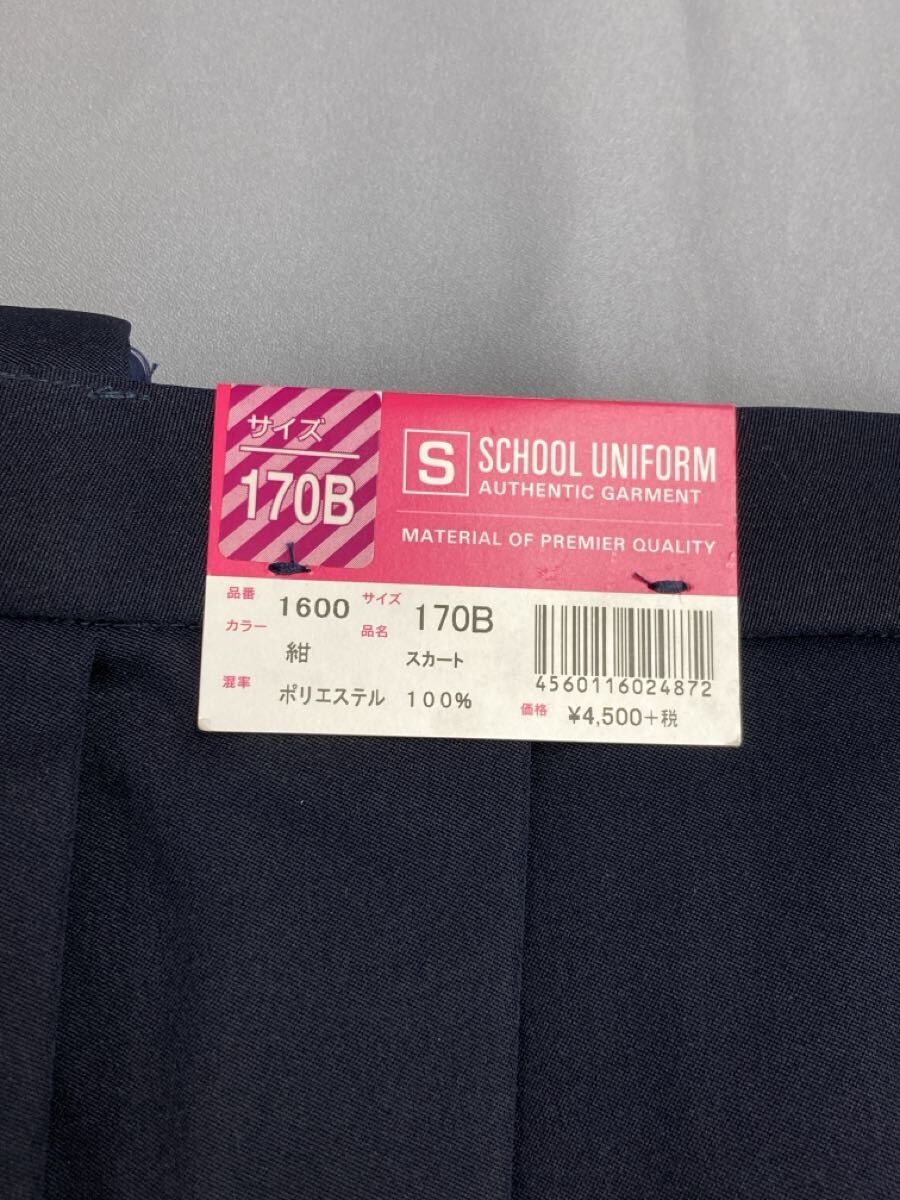 サイズ
170B
S SCHOOL UNIFORM
AUTHENTIC GARMENT
MATERIAL OF PREMIER QUALITY
品番 1600 サイズ 170B
カラー 紺 品名 スカート
混率 ポリエステル 100%
4560116024872
価格 ¥4,500+税